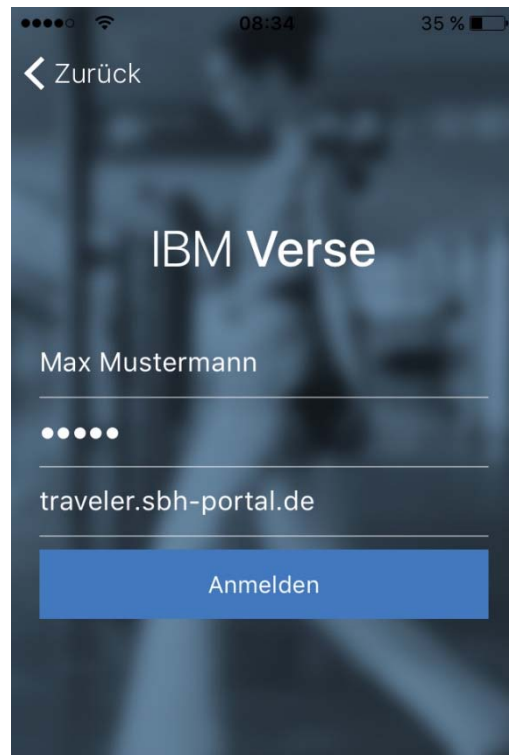 08:34 35 %
Zurück
IBM Verse
Max Mustermann
•••••
traveler.sbh-portal.de
Anmelden